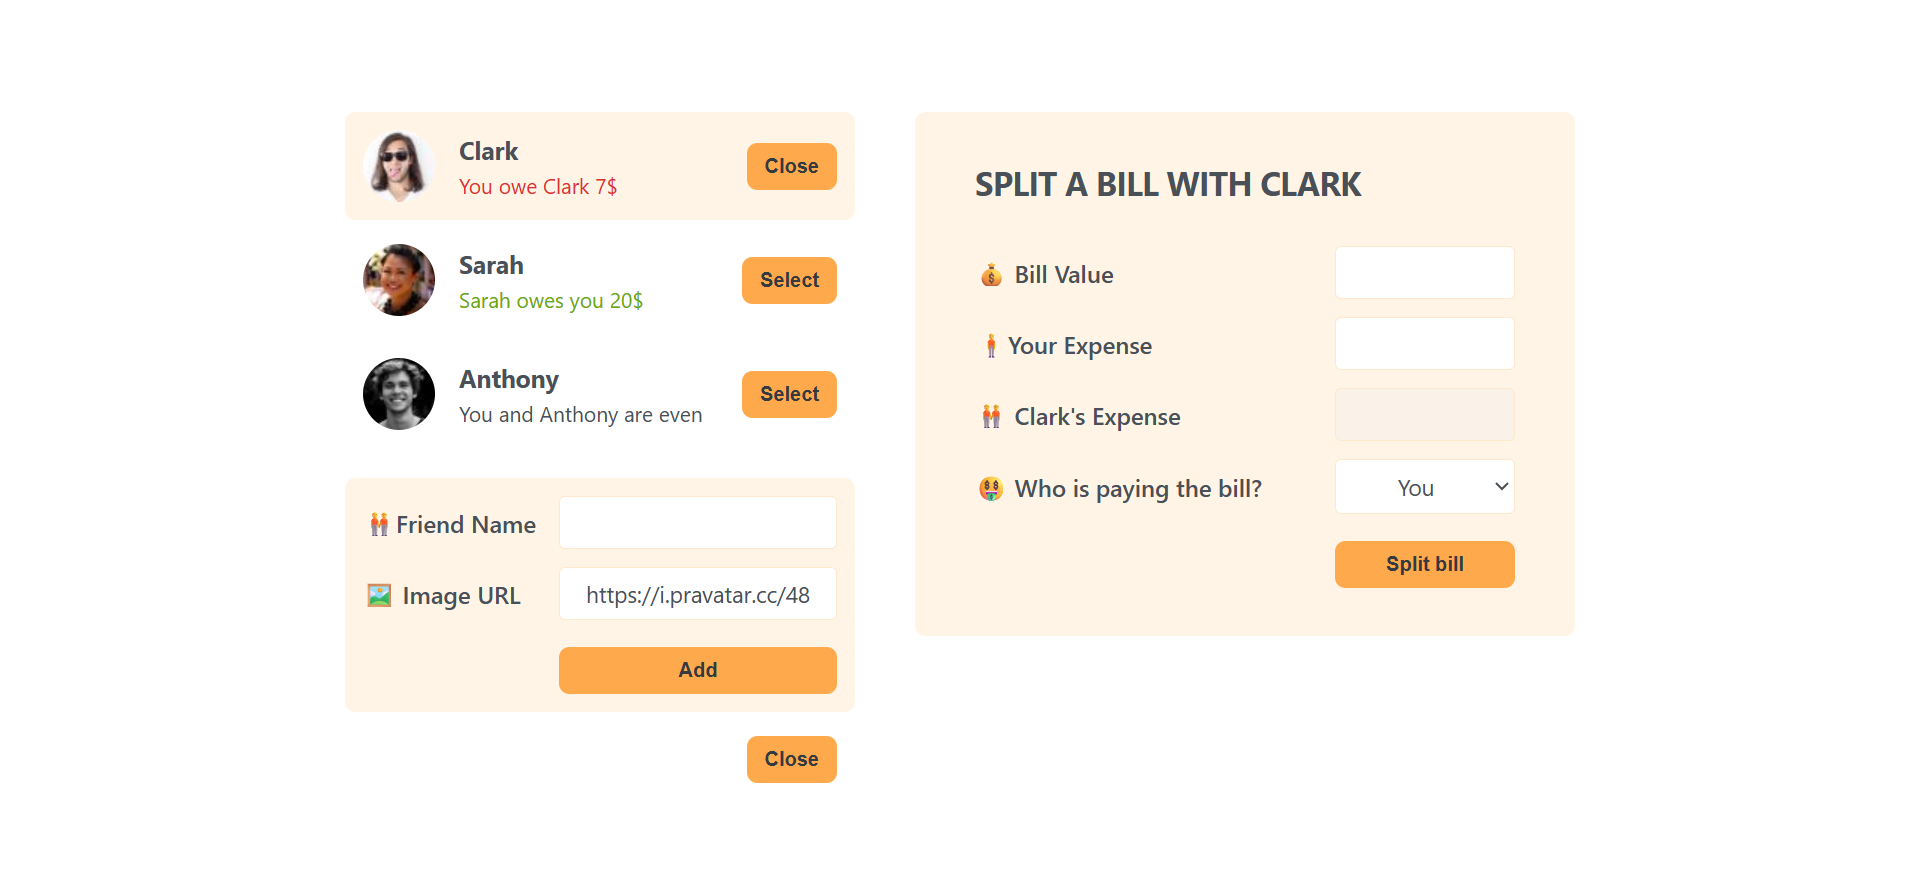 Clark
You owe Clark 7$
Close
Sarah
Sarah owes you 20$
Select
Anthony
You and Anthony are even
Select
Friend Name
Image URL
https://i.pravatar.cc/48
Add
Close
SPLIT A BILL WITH CLARK
Bill Value
Your Expense
Clark's Expense
Who is paying the bill?
You
Split bill